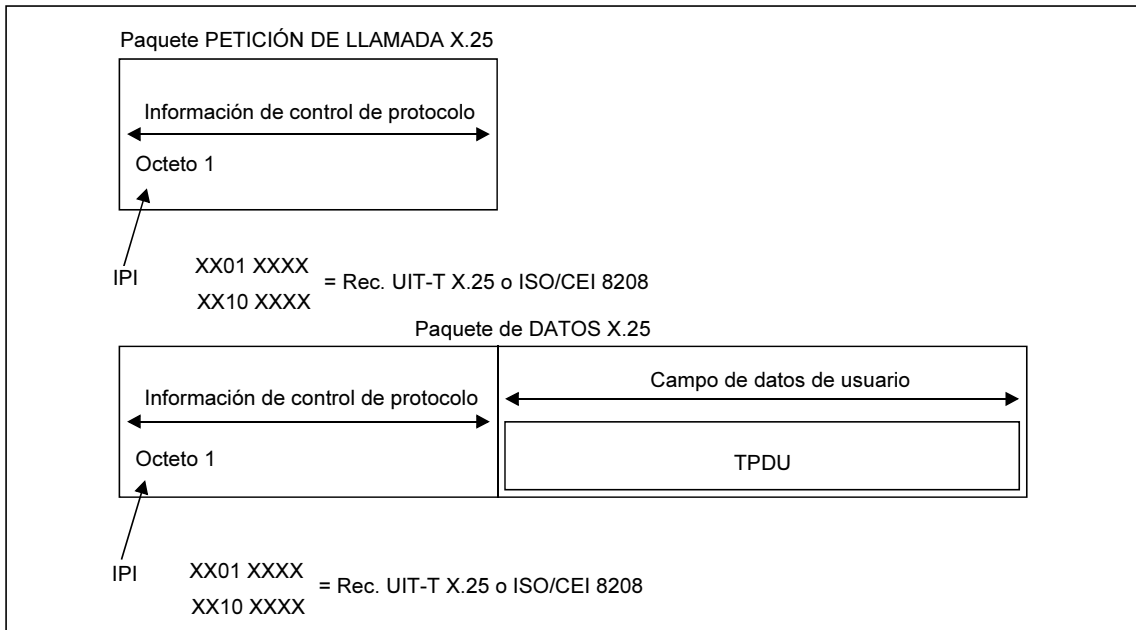 Paquete PETICIÓN DE LLAMADA X.25
Información de control de protocolo
Octeto 1
IPI
XX01 XXXX
XX10 XXXX
= Rec. UIT-T X.25 o ISO/CEI 8208
Paquete de DATOS X.25
Información de control de protocolo
Campo de datos de usuario
Octeto 1
TPDU
IPI
XX01 XXXX
XX10 XXXX
= Rec. UIT-T X.25 o ISO/CEI 8208